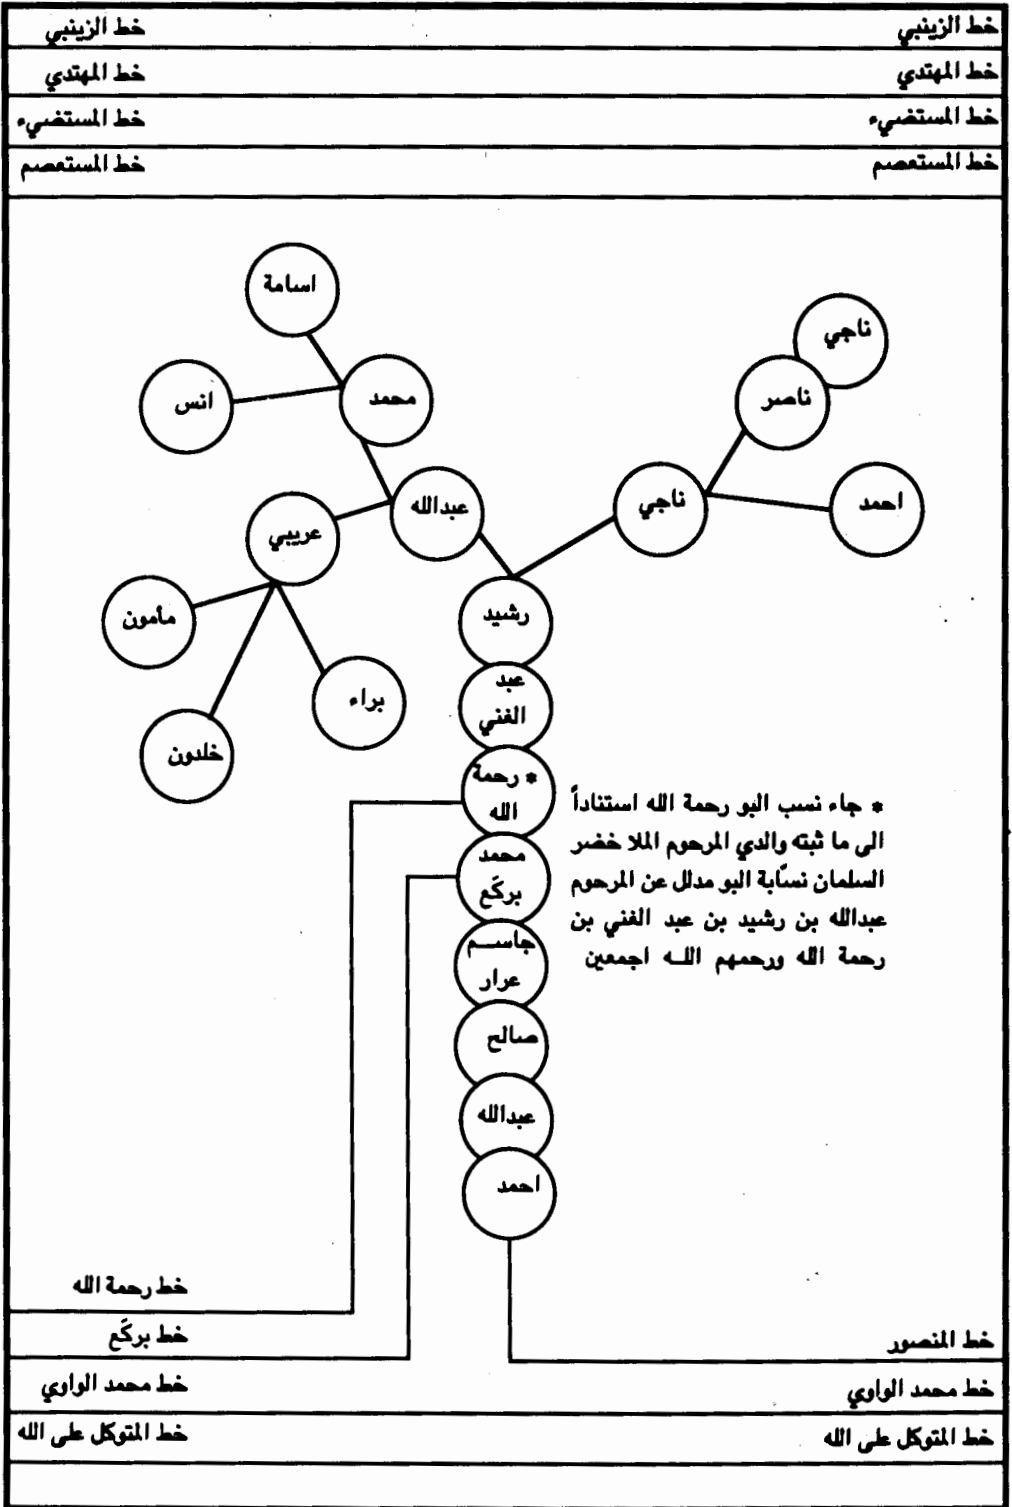 خط الزينبي
خط الزينبي
خط المهتدي
خط المهتدي
خط المستضيء
خط المستضيء
خط المستعصم
خط المستعصم
اسامة
ناجي
محمد
ناصر
انس
عبدالله
ناجي
احمد
عريبي
رشيد
مأمون
براء
خلدون
عبد
الغني
* رحمة
الله
محمد
بركَع
جاسم
عرار
صالح
عبدالله
احمد
* جاء نسب البو رحمة الله استناداً
الى ما ثبته والدي المرحوم الملا خضر
السلمان نسّابة البو مدلل عن المرحوم
عبدالله بن رشيد بن عبد الغني بن
رحمة الله ورحمهم الله اجمعين
خط رحمة الله
خط المنصور
خط بركَع
خط محمد الواوي
خط محمد الواوي
خط المتوكل على الله
خط المتوكل على الله